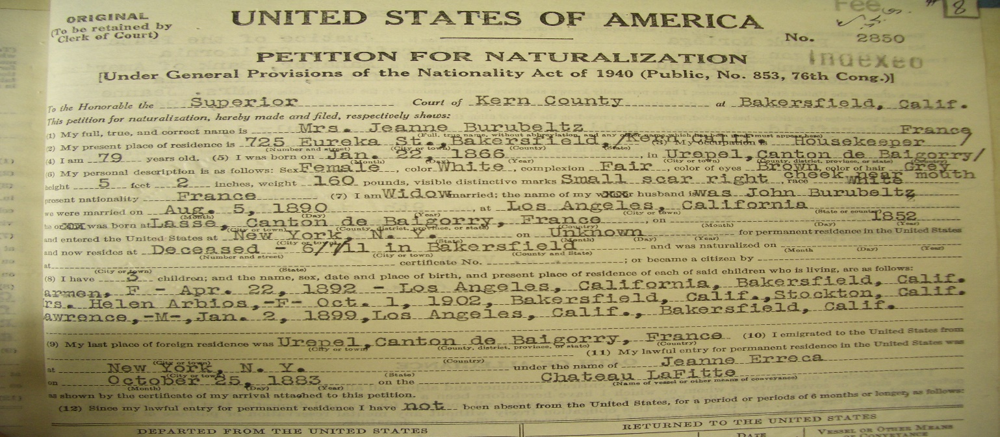 ORIGINAL
(To be retained by
Clerk of Court)
UNITED STATES OF AMERICA
Fee
8
No. 2850
PETITION FOR NATURALIZATION
Indexed
[Under General Provisions of the Nationality Act of 1940 (Public, No. 853, 76th Cong.)]
To the Honorable the Superior Court of Kern County at Bakersfield, Calif.
This petition for naturalization, hereby made and filed, respectively shows:
(1) My full, true, and correct name is Mrs. Jeanne Burubeltz
(Full, true name, without abbreviation, and any other name which has been used, must appear here) France
(2) My present place of residence is 725 Eureka St. Bakersfield, /Kern Calif. (3) My occupation is Housekeeper /
(Number and street) (City or town) (County) (State)
(4) I am 79 years old. (5) I was born on Jan. 22 1866, in Urepel, Canton de Baigorry/
(Month) (Day) (Year) (City or town) (County, district, province, or state) (Country)
(6) My personal description is as follows: Sex Female, color White, complexion Fair, color of eyes Brown, color of hair Grey,
height 5 feet 2 inches, weight 160 pounds, visible distinctive marks Small scar right cheek near mouth, race White
present nationality France (7) I am Widow married; the name of my wxxxr husband is was John Burubeltz
we were married on Aug. 5, 1890, at Los Angeles, California
(Month) (Day) (Year) (City or town) (State or country)
he or xxx was born at Lasse, Canton de Baigorry, France, on 1852
(City or town) (County, district, province, or state) (Country) (Month) (Day) (Year)
and entered the United States at New York, N. Y. on Unknown for permanent residence in the United States
(City or town) (State) (Month) (Day) (Year)
and now resides at Deceased - 6/7/11 in Bakersfield and was naturalized on
(Number and street) (City or town) (County and State) (Month (Day) (Year)
at certificate No. ; or became a citizen by
(City or town) (State)
(8) I have 3 children; and the name, sex, date and place of birth, and present place of residence of each of said children who is living, are as follows:
armen, F - Apr. 22, 1892 - Los Angeles, California, Bakersfield, Calif.
rs. Helen Arbios,-F- Oct. 1, 1902, Bakersfield, Calif.,Stockton, Calif.
awrence,-M-,Jan. 2, 1899,Los Angeles, Calif., Bakersfield, Calif.
(9) My last place of foreign residence was Urepel,Canton de Baigorry, France (10) I emigrated to the United States from
(City or town) (County, district, province, or state) (Country)
(11) My lawful entry for permanent residence in the United States was
(City or town) (Country)
at New York, N. Y. under the name of Jeanne Erreca
(City or town) (State)
on October 25, 1883 on the Chateau LaFitte
(Month) (Day) (Year) (Name of vessel or other means of conveyance)
as shown by the certificate of my arrival attached to this petition.
(12) Since my lawful entry for permanent residence I have not been absent from the United States, for a period or periods of 6 months or longer, as follows:
DEPARTED FROM THE UNITED STATES
RETURNED TO THE UNITED STATES
DATE
VESSEL OR OTHER MEANS
OF CONVEYANCE